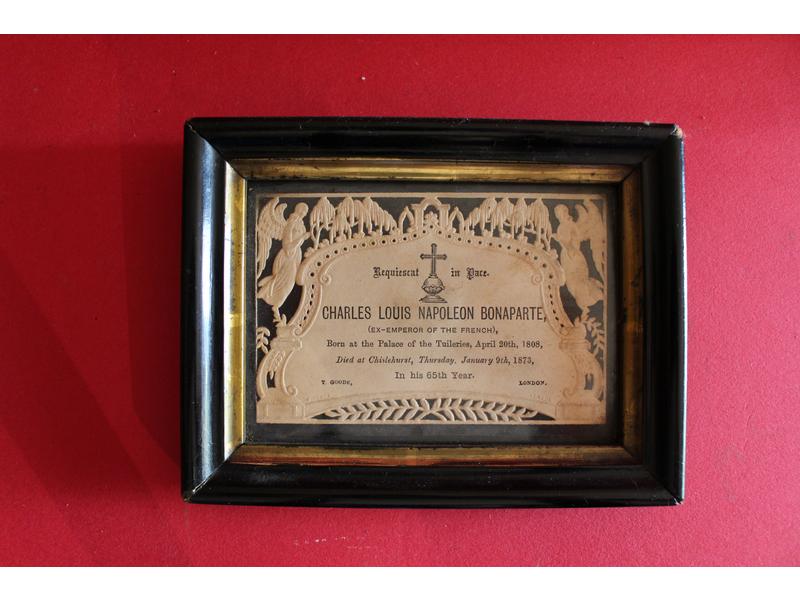 Requiescat in Pace.
CHARLES LOUIS NAPOLEON BONAPARTE,
(EX-EMPEROR OF THE FRENCH),
Born at the Palace of the Tuileries, April 20th, 1808,
Died at Chislehurst, Thursday, January 9th, 1873,
In his 65th Year.
T. GOODE, LONDON.